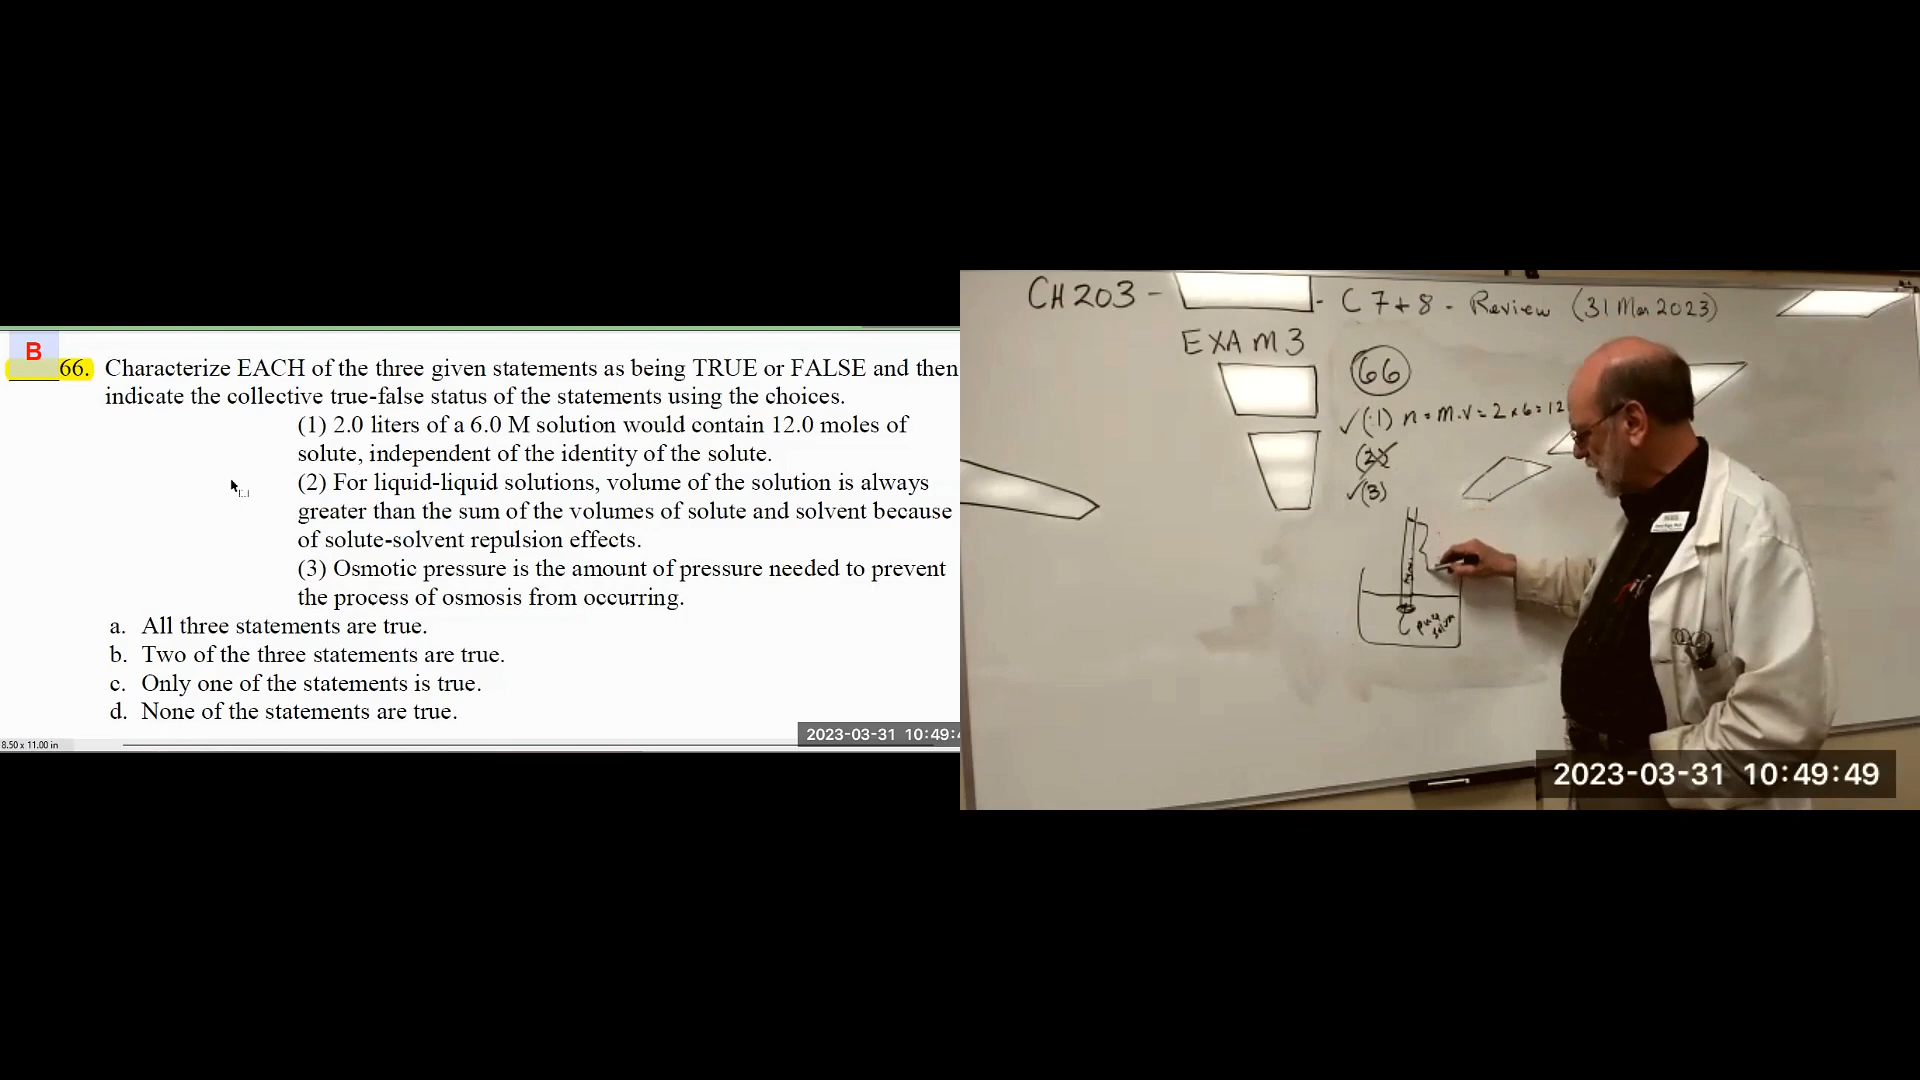 B
66. Characterize EACH of the three given statements as being TRUE or FALSE and then
indicate the collective true-false status of the statements using the choices.
(1) 2.0 liters of a 6.0 M solution would contain 12.0 moles of
solute, independent of the identity of the solute.
(2) For liquid-liquid solutions, volume of the solution is always
greater than the sum of the volumes of solute and solvent because
of solute-solvent repulsion effects.
(3) Osmotic pressure is the amount of pressure needed to prevent
the process of osmosis from occurring.
a. All three statements are true.
b. Two of the three statements are true.
c. Only one of the statements is true.
d. None of the statements are true.
2023-03-31 10:49:4
8.50 x 11.00 in
CH203 - - C 7+8 - Review (31 Mar 2023)
EXAM3
66
✓(1) n = M.V = 2 x 6 = 12
(2)
✓(3)
pure
2023-03-31 10:49:49